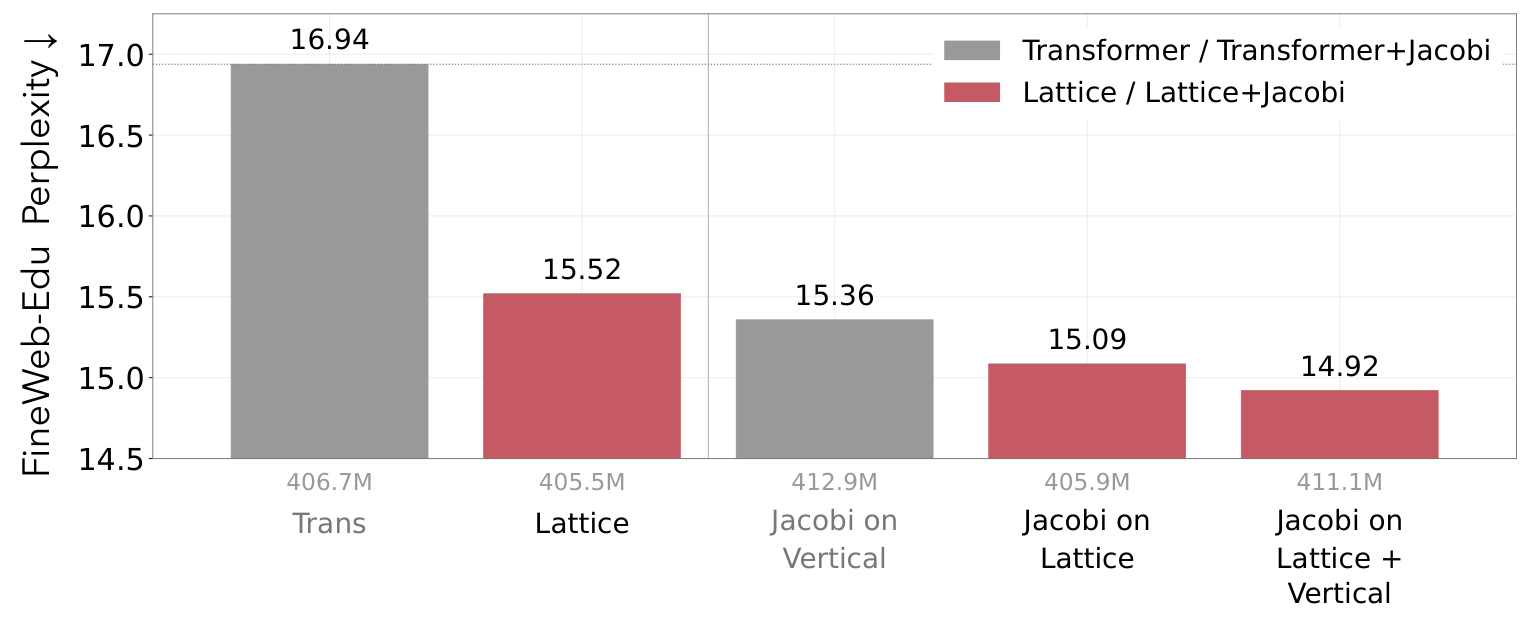 FineWeb-Edu Perplexity ↓
17.0
16.5
16.0
15.5
15.0
14.5
16.94
15.52
15.36
15.09
14.92
Transformer / Transformer+Jacobi
Lattice / Lattice+Jacobi
406.7M
405.5M
412.9M
405.9M
411.1M
Trans
Lattice
Jacobi on
Vertical
Jacobi on
Lattice
Jacobi on
Lattice +
Vertical